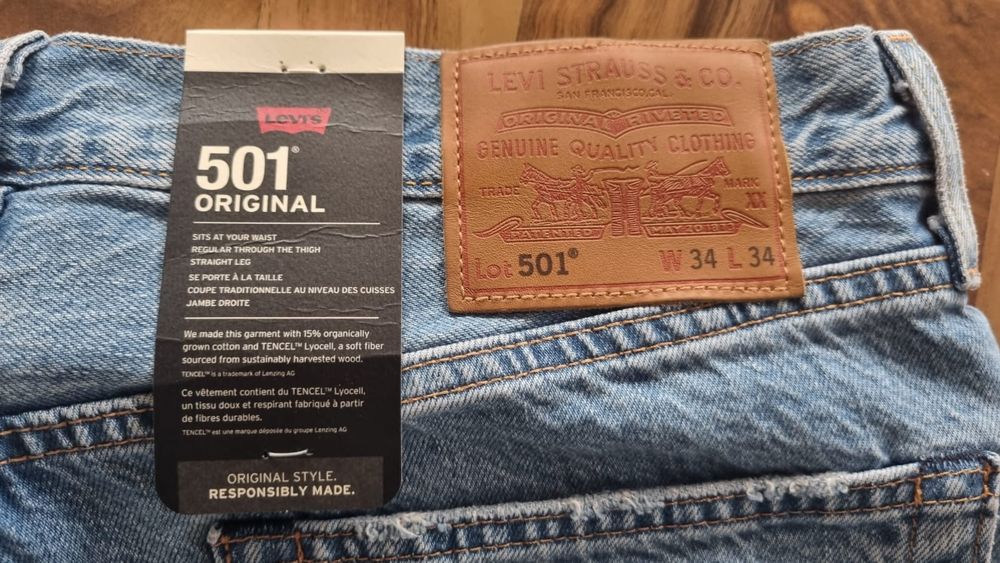 Levi's
501®
ORIGINAL
SITS AT YOUR WAIST
REGULAR THROUGH THE THIGH
STRAIGHT LEG
SE PORTE À LA TAILLE
COUPE TRADITIONNELLE AU NIVEAU DES CUISSES
JAMBE DROITE
We made this garment with 15% organically
grown cotton and TENCEL™ Lyocell, a soft fiber
sourced from sustainably harvested wood.
TENCEL™ is a trademark of Lenzing AG
Ce vêtement contient du TENCEL™ Lyocell,
un tissu doux et respirant fabriqué à partir
de fibres durables.
TENCEL™ est une marque déposée du groupe Lenzing AG
ORIGINAL STYLE.
RESPONSIBLY MADE.
LEVI STRAUSS & CO.
SAN FRANCISCO, CAL.
ORIGINAL RIVETED
GENUINE QUALITY CLOTHING
TRADE MARK
XX
PATENTED MAY 20 1873
Lot 501® W 34 L 34